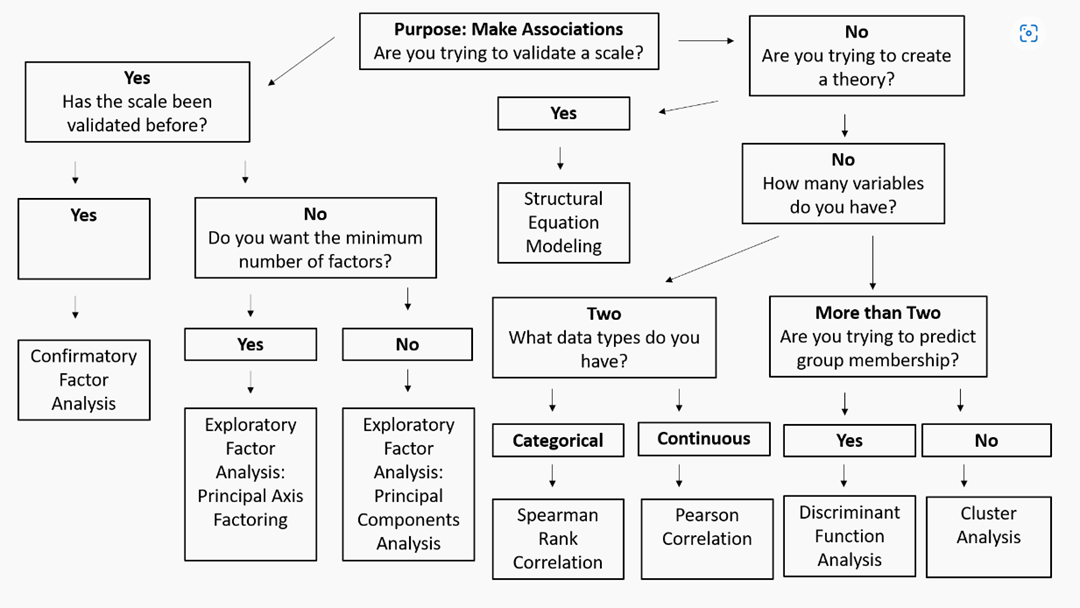 Purpose: Make Associations
Are you trying to validate a scale?
No
Are you trying to create
a theory?
Yes
Has the scale been
validated before?
Yes
No
How many variables
do you have?
Yes
No
Do you want the minimum
number of factors?
Structural
Equation
Modeling
Two
What data types do you
have?
More than Two
Are you trying to predict
group membership?
Confirmatory
Factor
Analysis
Yes
No
Categorical
Continuous
Yes
No
Exploratory
Factor
Analysis:
Principal Axis
Factoring
Exploratory
Factor
Analysis:
Principal
Components
Analysis
Spearman
Rank
Correlation
Pearson
Correlation
Discriminant
Function
Analysis
Cluster
Analysis